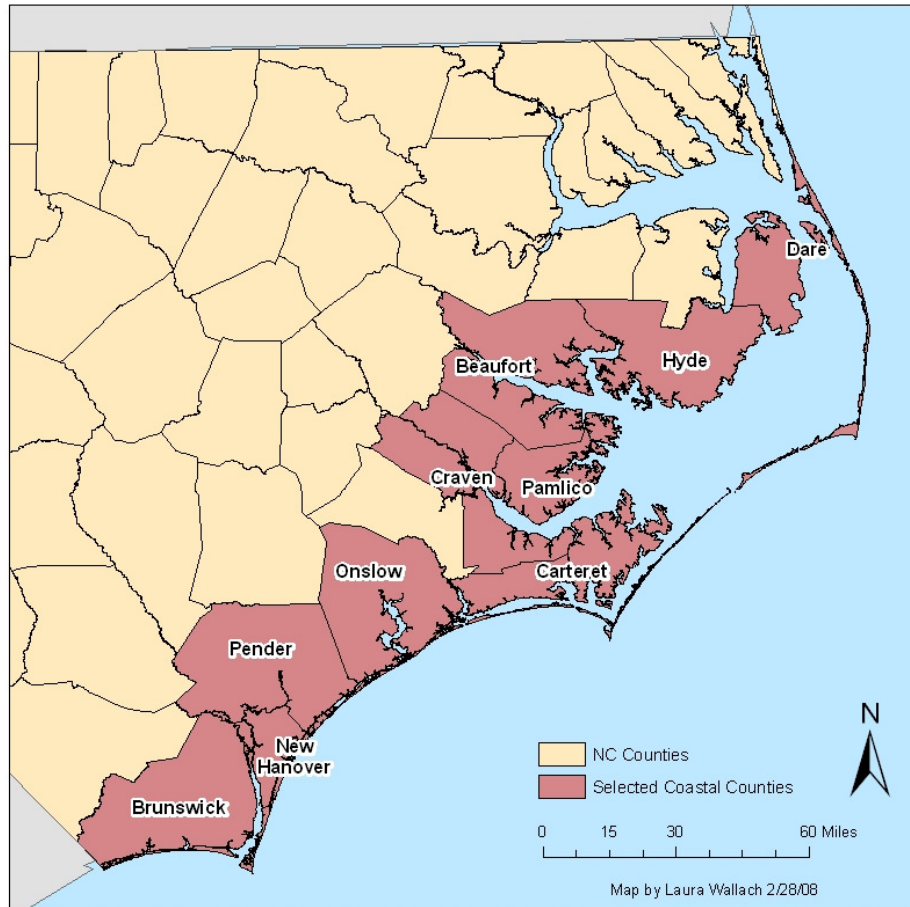 Dare
Hyde
Beaufort
Craven
Pamlico
Onslow
Carteret
Pender
New
Hanover
Brunswick
N
NC Counties
Selected Coastal Counties
0 15 30 60 Miles
Map by Laura Wallach 2/28/08